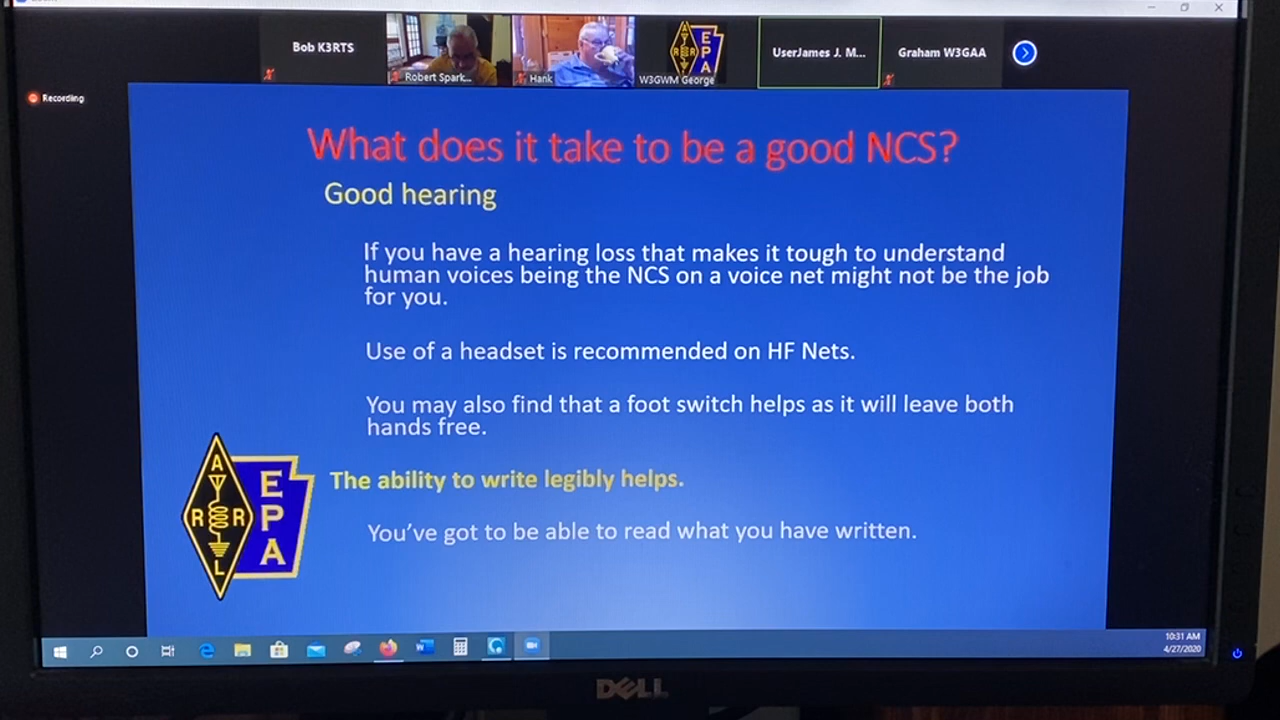 Bob K3RTS
Robert Spark...
Hank
W3GWM George
UserJames J. M...
Graham W3GAA
Recording
What does it take to be a good NCS?
Good hearing
If you have a hearing loss that makes it tough to understand
human voices being the NCS on a voice net might not be the job
for you.
Use of a headset is recommended on HF Nets.
You may also find that a foot switch helps as it will leave both
hands free.
The ability to write legibly helps.
You've got to be able to read what you have written.
A
R R
L
E
P
A
A
R R
L
E
P
A
10:31 AM
4/27/2020
DELL